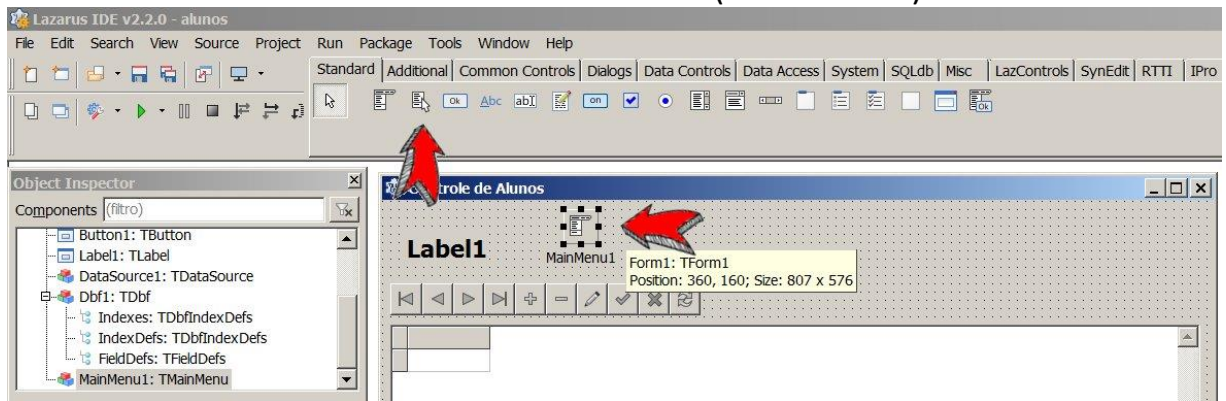 Lazarus IDE v2.2.0 - alunos
File Edit Search View Source Project Run Package Tools Window Help
Standard Additional Common Controls Dialogs Data Controls Data Access System SQLdb Misc LazControls SynEdit RTTI IPro
Ok Abc abI on Ok
Object Inspector
Components (filtro)
Button1: TButton
Label1: TLabel
DataSource1: TDataSource
Dbf1: TDbf
Indexes: TDbfIndexDefs
IndexDefs: TDbfIndexDefs
FieldDefs: TFieldDefs
MainMenu1: TMainMenu
trole de Alunos
Label1
MainMenu1
Form1: TForm1
Position: 360, 160; Size: 807 x 576